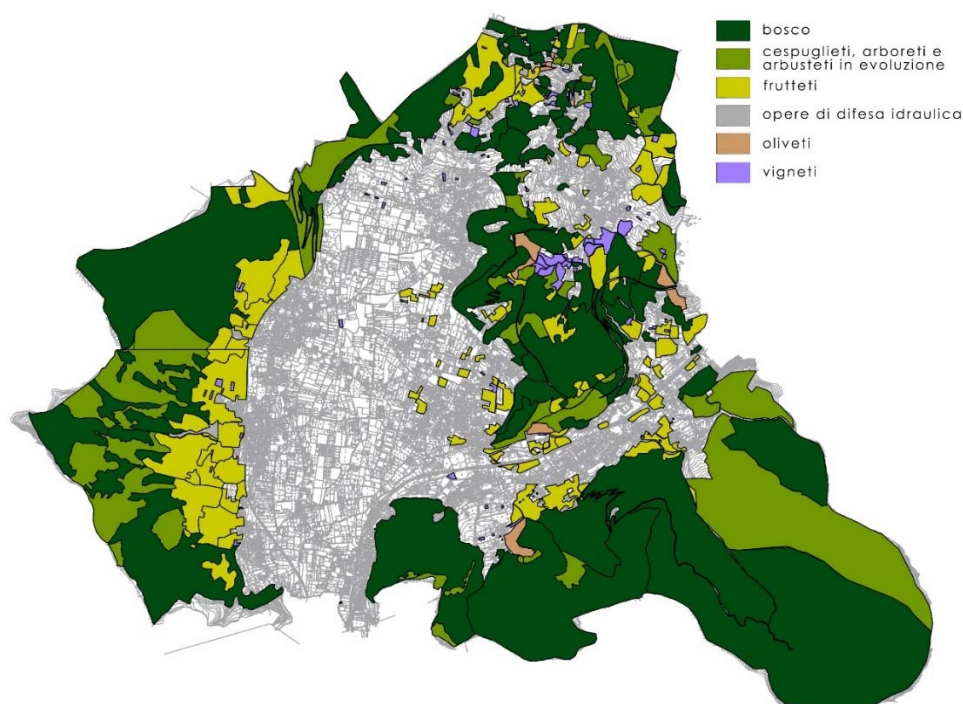 bosco
cespuglieti, arboreti e
arbusteti in evoluzione
frutteti
opere di difesa idraulica
oliveti
vigneti